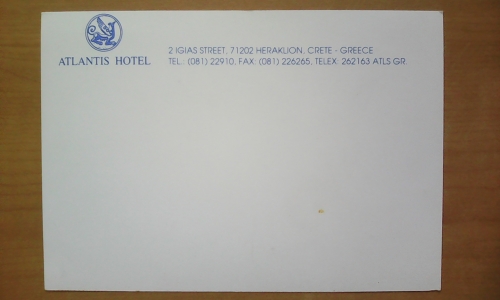 2 IGIAS STREET, 71202 HERAKLION, CRETE - GREECE
ATLANTIS HOTEL
TEL.: (081) 22910, FAX: (081) 226265, TELEX: 262163 ATLS GR.